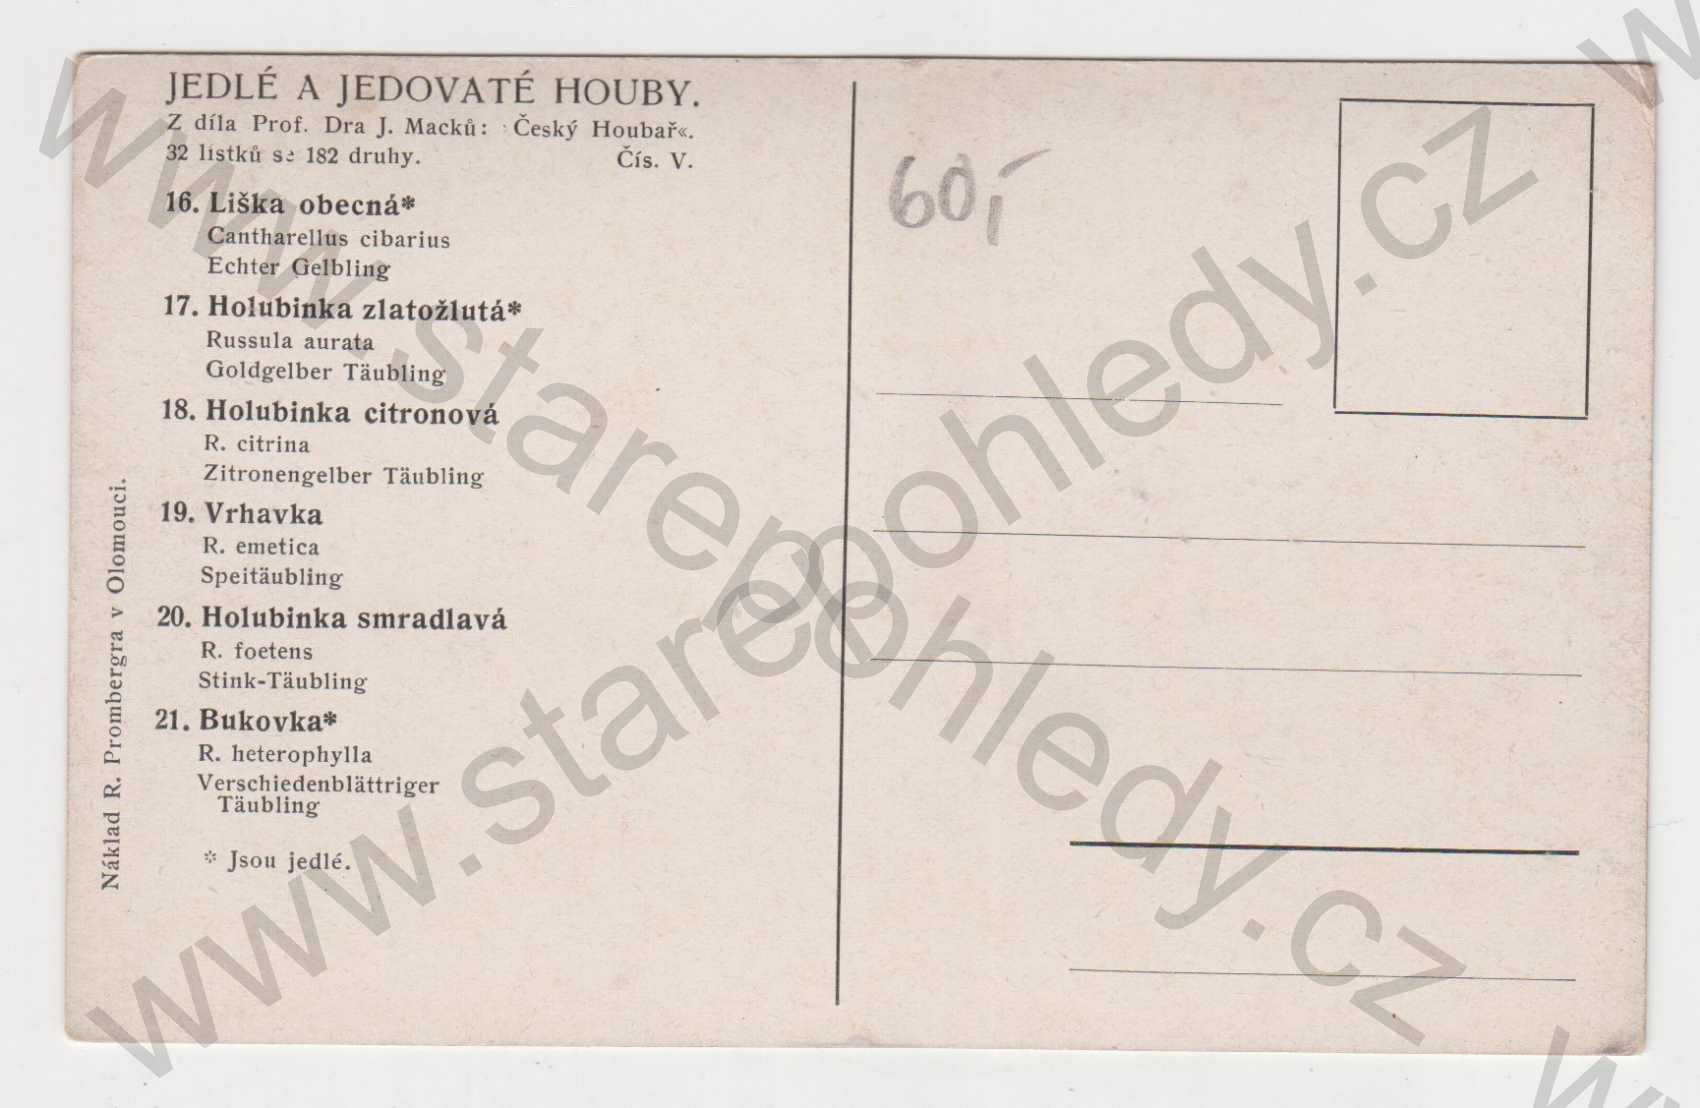 JEDLÉ A JEDOVATÉ HOUBY.
Z díla Prof. Dra J. Macků: Český Houbař«.
32 lístků se 182 druhy. Čís. V.
16. Liška obecná*
Cantharellus cibarius
Echter Gelbling
17. Holubinka zlatožlutá*
Russula aurata
Goldgelber Täubling
18. Holubinka citronová
R. citrina
Zitronengelber Täubling
19. Vrhavka
R. emetica
Speitäubling
20. Holubinka smradlavá
R. foetens
Stink-Täubling
21. Bukovka*
R. heterophylla
Verschiedenblättriger
Täubling
* Jsou jedlé.
Náklad R. Prombergra v Olomouci.
60,-
www.starepohledy.cz
www.starepohledy.cz